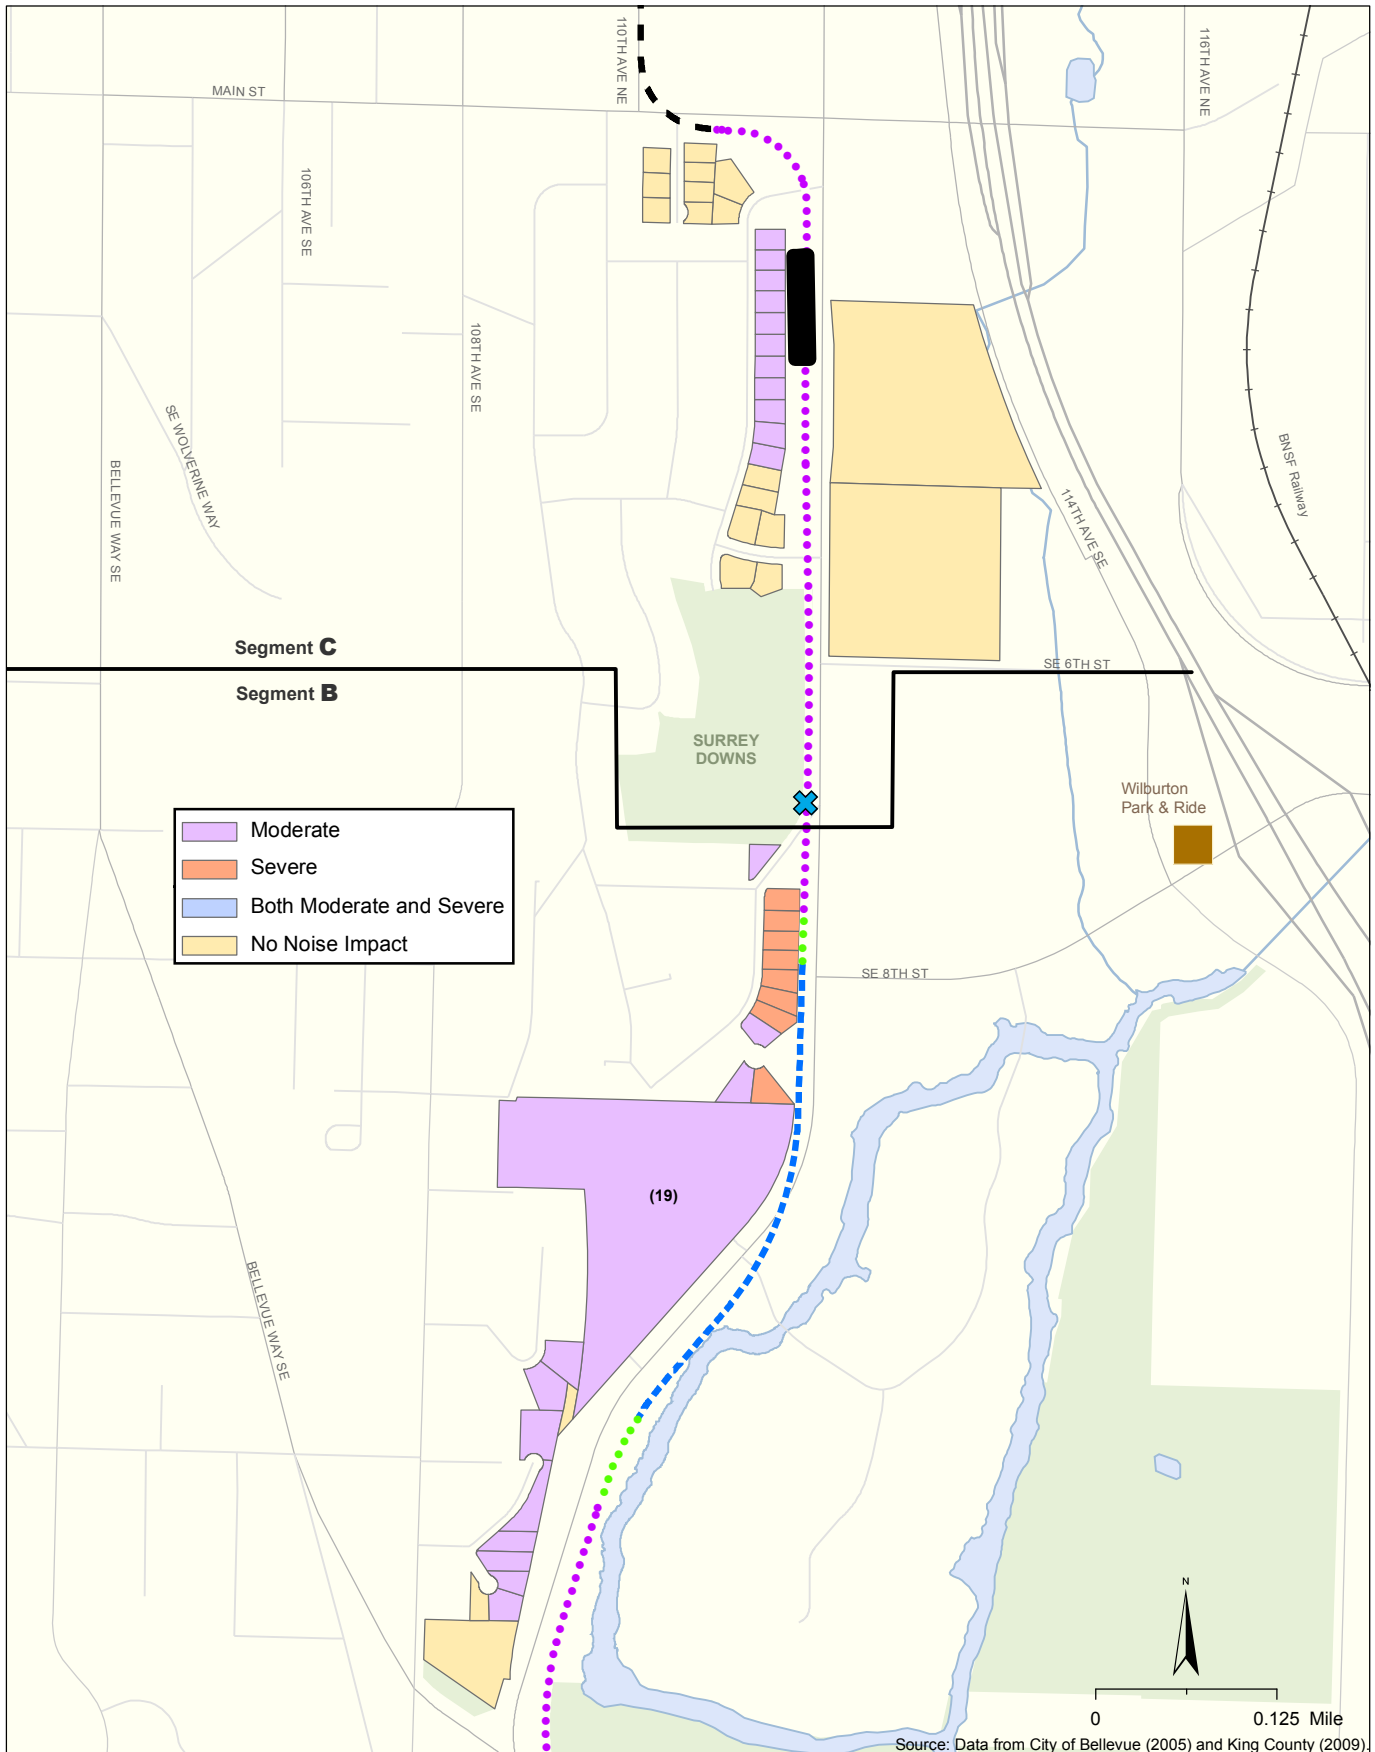 110TH AVE NE
116TH AVE NE
MAIN ST
106TH AVE SE
108TH AVE SE
SE WOLVERINE WAY
BELLEVUE WAY SE
BNSF Railway
114TH AVE SE
Segment C
SE 6TH ST
Segment B
SURREY
DOWNS
Wilburton
Park & Ride
Moderate
Severe
Both Moderate and Severe
No Noise Impact
SE 8TH ST
(19)
BELLEVUE WAY SE
N
0 0.125 Mile
Source: Data from City of Bellevue (2005) and King County (2009).